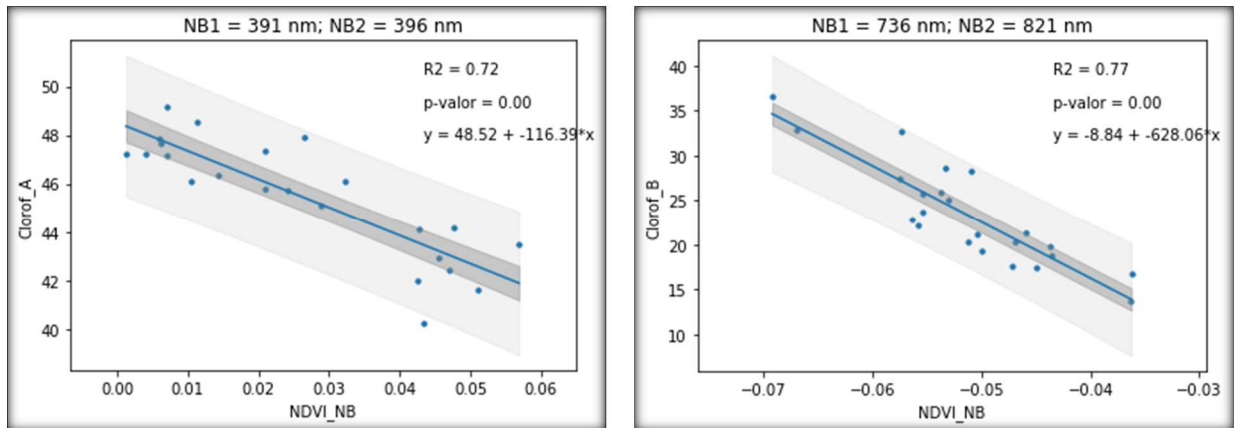 NB1 = 391 nm; NB2 = 396 nm
R2 = 0.72
p-valor = 0.00
y = 48.52 + -116.39*x
Clorof_A
50
48
46
44
42
40
0.00 0.01 0.02 0.03 0.04 0.05 0.06
NDVI_NB
NB1 = 736 nm; NB2 = 821 nm
R2 = 0.77
p-valor = 0.00
y = -8.84 + -628.06*x
Clorof_B
40
35
30
25
20
15
10
−0.07 −0.06 −0.05 −0.04 −0.03
NDVI_NB